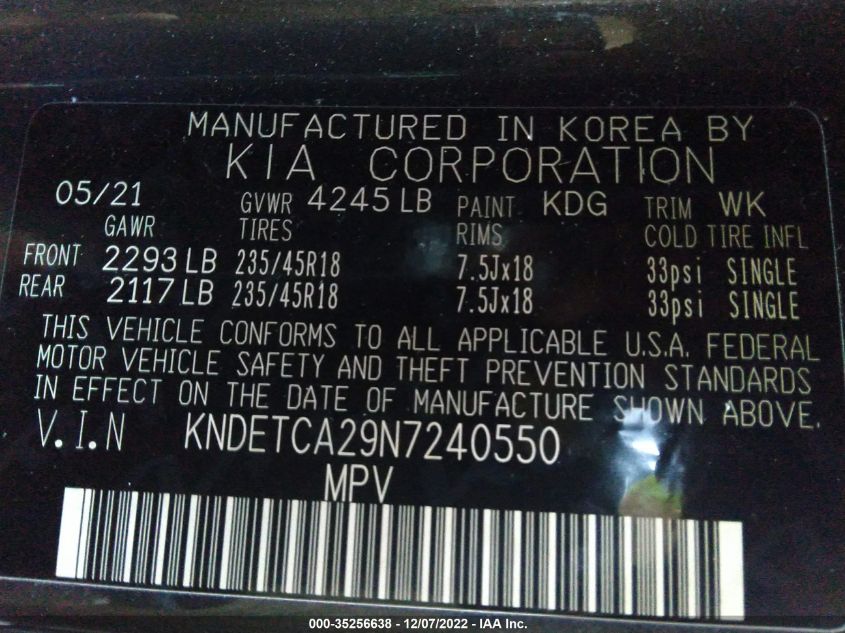 MANUFACTURED IN KOREA BY
KIA CORPORATION
05/21 GVWR 4245 LB PAINT KDG TRIM WK
GAWR TIRES RIMS COLD TIRE INFL
FRONT 2293 LB 235/45R18 7.5Jx18 33psi SINGLE
REAR 2117 LB 235/45R18 7.5Jx18 33psi SINGLE
THIS VEHICLE CONFORMS TO ALL APPLICABLE U.S.A. FEDERAL
MOTOR VEHICLE SAFETY AND THEFT PREVENTION STANDARDS
IN EFFECT ON THE DATE OF MANUFACTURE SHOWN ABOVE.
V.I.N KNDETCA29N7240550
MPV
000-35256638 - 12/07/2022 - IAA Inc.